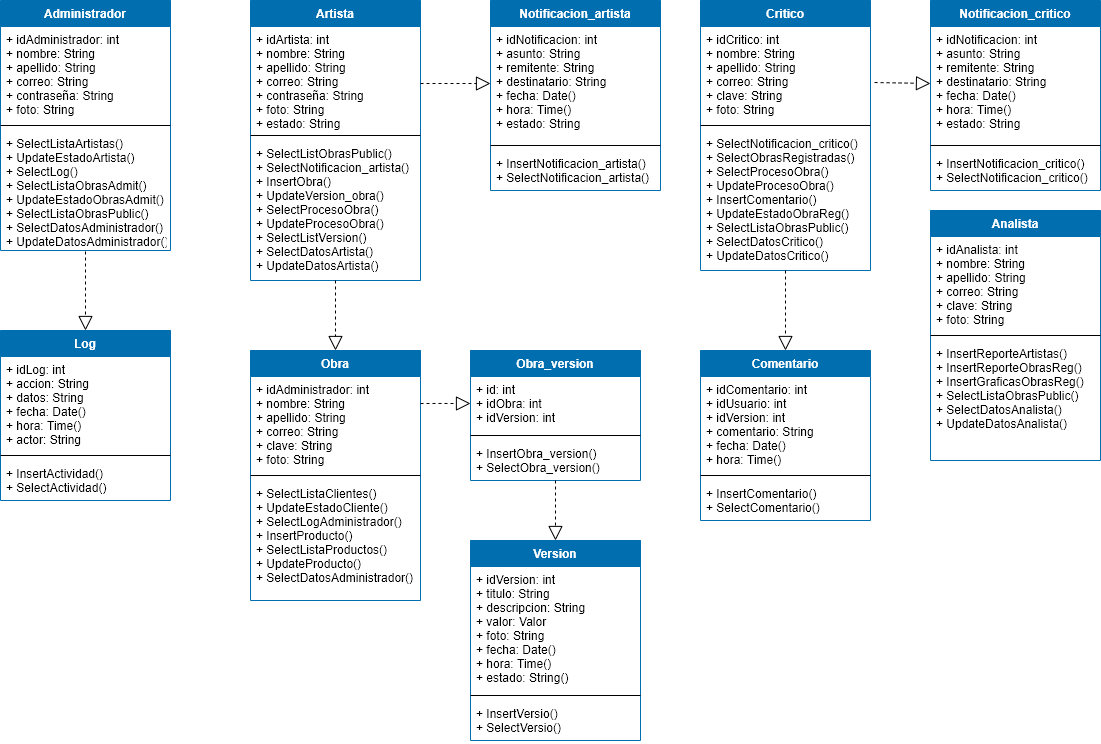 Administrador
+ idAdministrador: int
+ nombre: String
+ apellido: String
+ correo: String
+ contraseña: String
+ foto: String
+ SelectListaArtistas()
+ UpdateEstadoArtista()
+ SelectLog()
+ SelectListaObrasAdmit()
+ UpdateEstadoObrasAdmit()
+ SelectListaObrasPublic()
+ SelectDatosAdministrador()
+ UpdateDatosAdministrador()
Artista
+ idArtista: int
+ nombre: String
+ apellido: String
+ correo: String
+ contraseña: String
+ foto: String
+ estado: String
+ SelectListObrasPublic()
+ SelectNotificacion_artista()
+ InsertObra()
+ UpdateVersion_obra()
+ SelectProcesoObra()
+ UpdateProcesoObra()
+ SelectListVersion()
+ SelectDatosArtista()
+ UpdateDatosArtista()
Notificacion_artista
+ idNotificacion: int
+ asunto: String
+ remitente: String
+ destinatario: String
+ fecha: Date()
+ hora: Time()
+ estado: String
+ InsertNotificacion_artista()
+ SelectNotificacion_artista()
Critico
+ idCritico: int
+ nombre: String
+ apellido: String
+ correo: String
+ clave: String
+ foto: String
+ SelectNotificacion_critico()
+ SelectObrasRegistradas()
+ SelectProcesoObra()
+ UpdateProcesoObra()
+ InsertComentario()
+ UpdateEstadoObraReg()
+ SelectListaObrasPublic()
+ SelectDatosCritico()
+ UpdateDatosCritico()
Notificacion_critico
+ idNotificacion: int
+ asunto: String
+ remitente: String
+ destinatario: String
+ fecha: Date()
+ hora: Time()
+ estado: String
+ InsertNotificacion_critico()
+ SelectNotificacion_critico()
Analista
+ idAnalista: int
+ nombre: String
+ apellido: String
+ correo: String
+ clave: String
+ foto: String
+ InsertReporteArtistas()
+ InsertReporteObrasReg()
+ InsertGraficasObrasReg()
+ SelectListaObrasPublic()
+ SelectDatosAnalista()
+ UpdateDatosAnalista()
Log
+ idLog: int
+ accion: String
+ datos: String
+ fecha: Date()
+ hora: Time()
+ actor: String
+ InsertActividad()
+ SelectActividad()
Obra
+ idAdministrador: int
+ nombre: String
+ apellido: String
+ correo: String
+ clave: String
+ foto: String
+ SelectListaClientes()
+ UpdateEstadoCliente()
+ SelectLogAdministrador()
+ InsertProducto()
+ SelectListaProductos()
+ UpdateProducto()
+ SelectDatosAdministrador()
Obra_version
+ id: int
+ idObra: int
+ idVersion: int
+ InsertObra_version()
+ SelectObra_version()
Comentario
+ idComentario: int
+ idUsuario: int
+ idVersion: int
+ comentario: String
+ fecha: Date()
+ hora: Time()
+ InsertComentario()
+ SelectComentario()
Version
+ idVersion: int
+ titulo: String
+ descripcion: String
+ valor: Valor
+ foto: String
+ fecha: Date()
+ hora: Time()
+ estado: String()
+ InsertVersio()
+ SelectVersio()